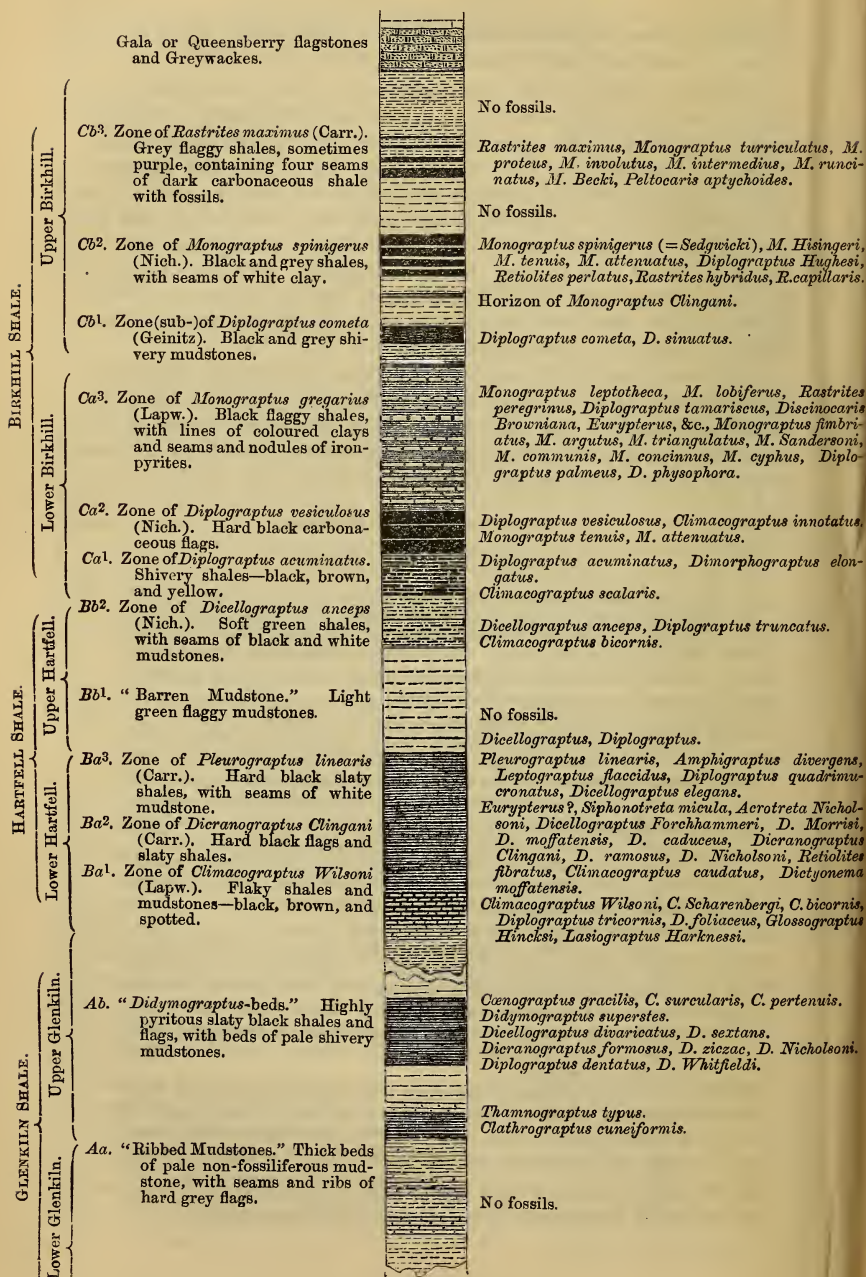 Gala or Queensberry flagstones
and Greywackes.
No fossils.
BIRKHILL SHALE.
Upper Birkhill.
Cb³. Zone of Rastrites maximus (Carr.).
Grey flaggy shales, sometimes
purple, containing four seams
of dark carbonaceous shale
with fossils.
Rastrites maximus, Monograptus turriculatus, M.
proteus, M. involutus, M. intermedius, M. runci-
natus, M. Becki, Peltocaris aptychoides.
No fossils.
Cb². Zone of Monograptus spinigerus
(Nich.). Black and grey shales,
with seams of white clay.
Monograptus spinigerus (=Sedgwicki), M. Hisingeri,
M. tenuis, M. attenuatus, Diplograptus Hughesi,
Retiolites perlatus, Rastrites hybridus, R. capillaris.
Horizon of Monograptus Clingani.
Cb¹. Zone (sub-) of Diplograptus cometa
(Geinitz). Black and grey shi-
very mudstones.
Diplograptus cometa, D. sinuatus.
Lower Birkhill.
Ca³. Zone of Monograptus gregarius
(Lapw.). Black flaggy shales,
with lines of coloured clays
and seams and nodules of iron-
pyrites.
Monograptus leptotheca, M. lobiferus, Rastrites
peregrinus, Diplograptus tamariscus, Discinocaris
Browniana, Eurypterus, &c., Monograptus fimbri-
atus, M. argutus, M. triangulatus, M. Sandersoni,
M. communis, M. concinnus, M. cyphus, Diplo-
graptus palmeus, D. physophora.
Ca². Zone of Diplograptus vesiculosus
(Nich.). Hard black carbona-
ceous flags.
Diplograptus vesiculosus, Climacograptus innotatus,
Monograptus tenuis, M. attenuatus.
Ca¹. Zone of Diplograptus acuminatus.
Shivery shales—black, brown,
and yellow.
Diplograptus acuminatus, Dimorphograptus elon-
gatus.
Climacograptus scalaris.
HARTFELL SHALE.
Upper Hartfell.
Bb². Zone of Dicellograptus anceps
(Nich.). Soft green shales,
with seams of black and white
mudstones.
Dicellograptus anceps, Diplograptus truncatus.
Climacograptus bicornis.
Bb¹. "Barren Mudstone." Light
green flaggy mudstones.
No fossils.
Dicellograptus, Diplograptus.
Lower Hartfell.
Ba³. Zone of Pleurograptus linearis
(Carr.). Hard black slaty
shales, with seams of white
mudstone.
Pleurograptus linearis, Amphigraptus divergens,
Leptograptus flaccidus, Diplograptus quadrimu-
cronatus, Dicellograptus elegans.
Ba². Zone of Dicranograptus Clingani
(Carr.). Hard black flags and
slaty shales.
Eurypterus ?, Siphonotreta micula, Acrotreta Nichol-
soni, Dicellograptus Forchhammeri, D. Morrisi,
D. moffatensis, D. caduceus, Dicranograptus
Clingani, D. ramosus, D. Nicholsoni, Retiolites
fibratus, Climacograptus caudatus, Dictyonema
moffatensis.
Ba¹. Zone of Climacograptus Wilsoni
(Lapw.). Flaky shales and
mudstones—black, brown, and
spotted.
Climacograptus Wilsoni, C. Scharenbergi, C. bicornis,
Diplograptus tricornis, D. foliaceus, Glossograptus
Hincksi, Lasiograptus Harknessi.
GLENKILN SHALE.
Upper Glenkiln.
Ab. "Didymograptus-beds." Highly
pyritous slaty black shales and
flags, with beds of pale shivery
mudstones.
Cœnograptus gracilis, C. surcularis, C. pertenuis.
Didymograptus superstes.
Dicellograptus divaricatus, D. sextans.
Dicranograptus formosus, D. ziczac, D. Nicholsoni.
Diplograptus dentatus, D. Whitfieldi.
Thamnograptus typus.
Clathrograptus cuneiformis.
Lower Glenkiln.
Aa. "Ribbed Mudstones." Thick beds
of pale non-fossiliferous mud-
stone, with seams and ribs of
hard grey flags.
No fossils.